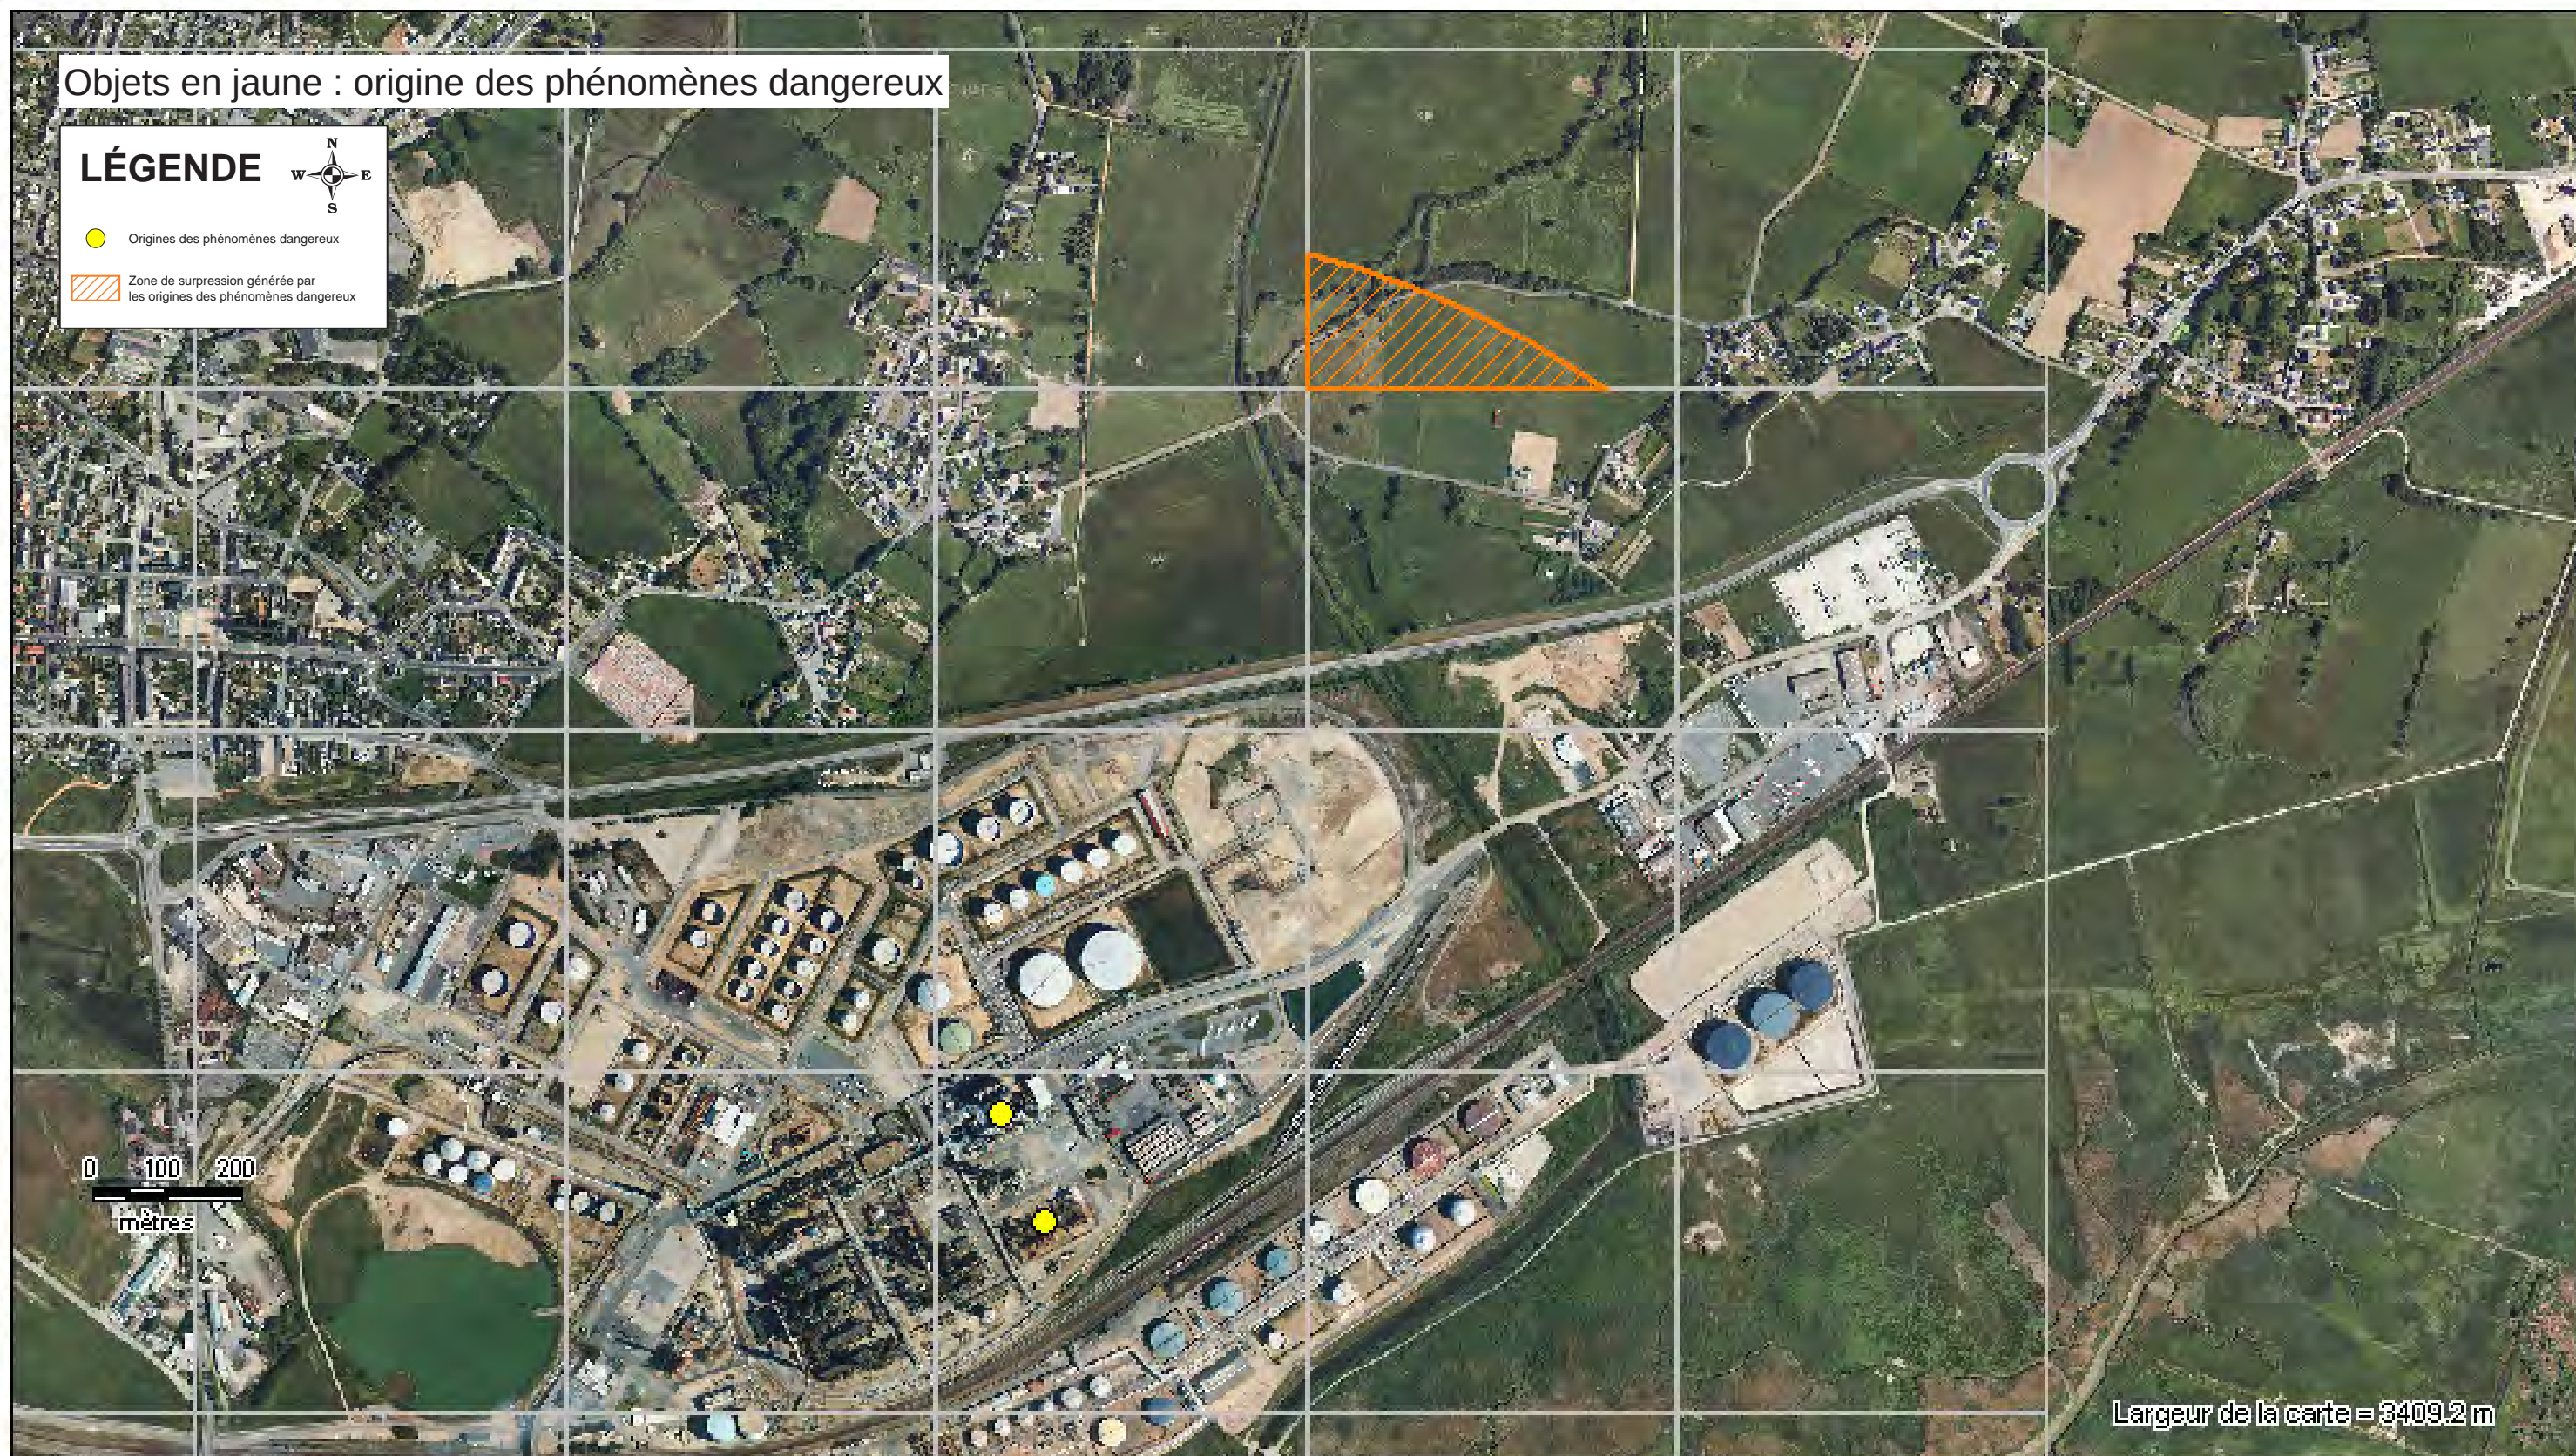 Objets en jaune : origine des phénomènes dangereux
LÉGENDE
N
W E
S
Origines des phénomènes dangereux
Zone de surpression générée par
les origines des phénomènes dangereux
0 100 200
mètres
Largeur de la carte = 3409.2 m